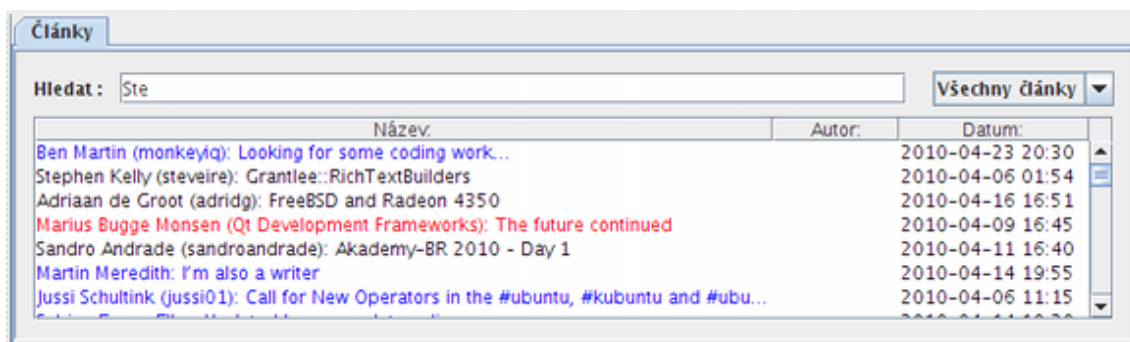 Články
Hledat : Ste Všechny články
Název: Autor: Datum:
Ben Martin (monkeyiq): Looking for some coding work... 2010-04-23 20:30
Stephen Kelly (steveire): Grantlee::RichTextBuilders 2010-04-06 01:54
Adriaan de Groot (adridg): FreeBSD and Radeon 4350 2010-04-16 16:51
Marius Bugge Monsen (Qt Development Frameworks): The future continued 2010-04-09 16:45
Sandro Andrade (sandroandrade): Akademy-BR 2010 - Day 1 2010-04-11 16:40
Martin Meredith: I'm also a writer 2010-04-14 19:55
Jussi Schultink (jussi01): Call for New Operators in the #ubuntu, #kubuntu and #ubu... 2010-04-06 11:15